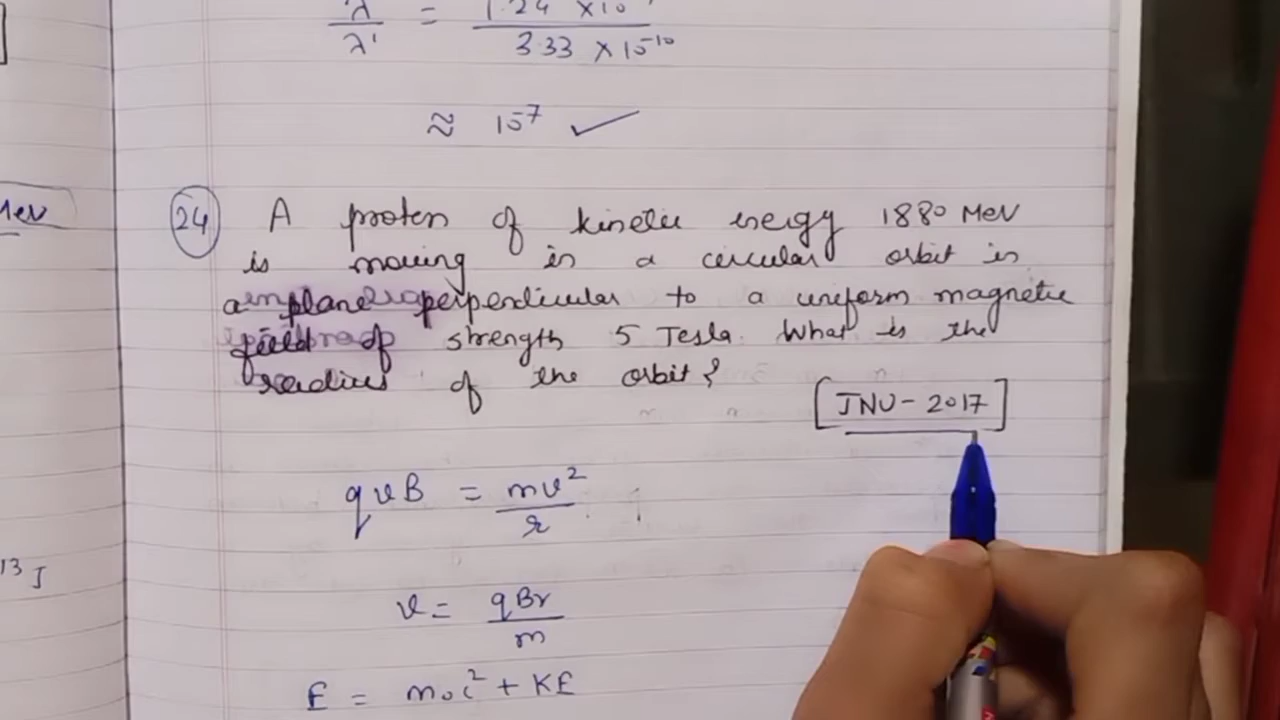 λ/λ' = 1.24 × 10 / 3.33 × 10^-10
≈ 10^-7 ✓
MeV
24 A proton of kinetic energy 1880 MeV
is moving in a circular orbit in
a plane perpendicular to a uniform magnetic
field of strength 5 Tesla. What is the
radius of the orbit?
[JNU - 2017]
qvB = mv²/r
13 J
v = qBr/m
E = m₀c² + KE